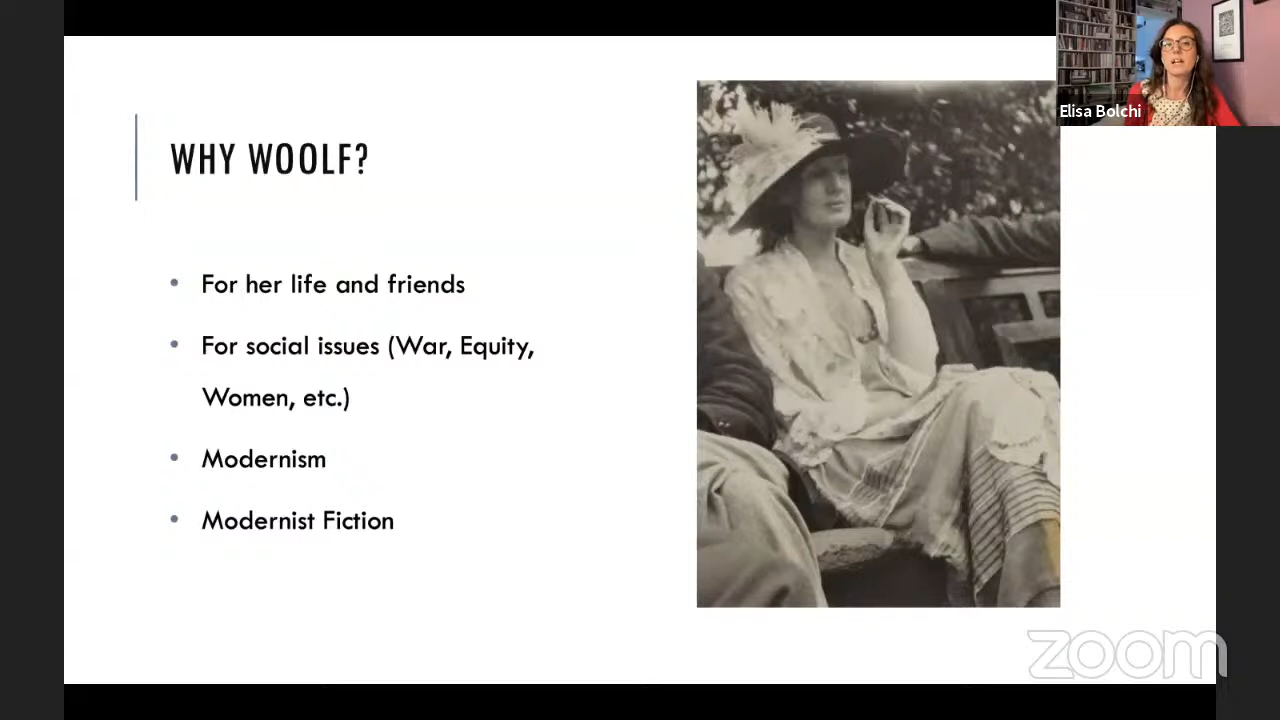 Elisa Bolchi
WHY WOOLF?
• For her life and friends
• For social issues (War, Equity,
Women, etc.)
• Modernism
• Modernist Fiction
zoom